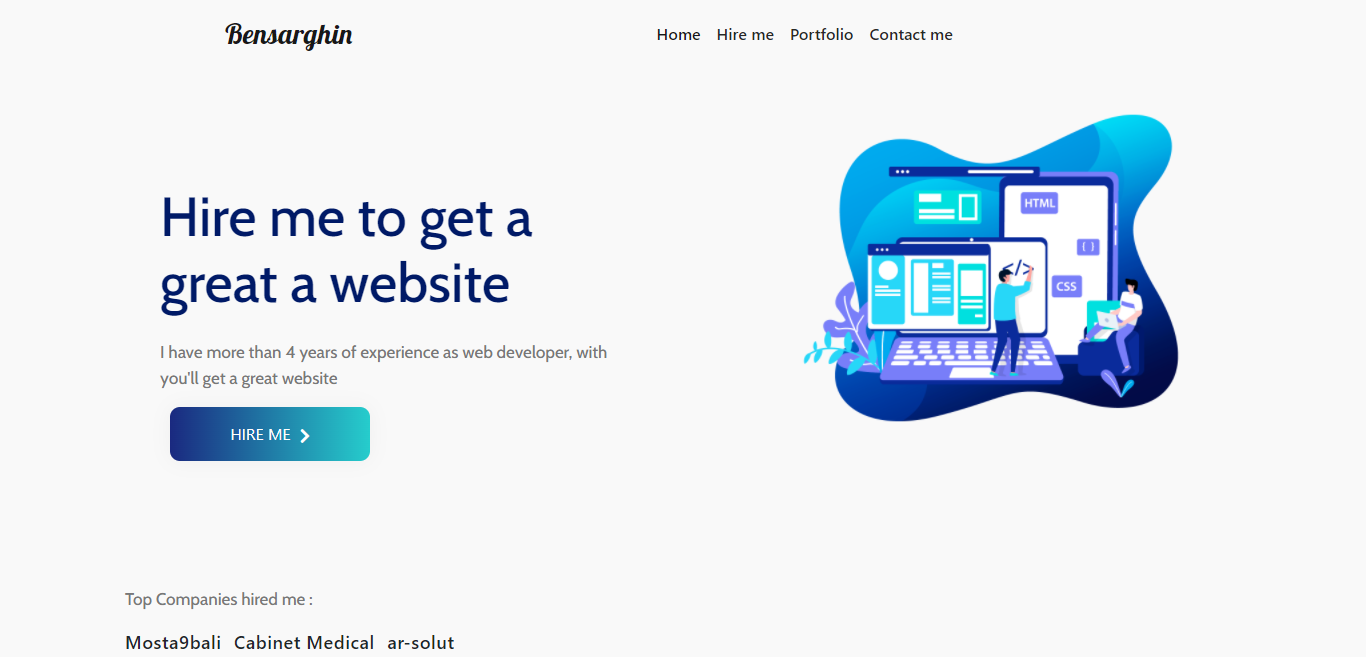 Bensarghin
Home Hire me Portfolio Contact me
Hire me to get a
great a website
I have more than 4 years of experience as web developer, with
you'll get a great website
HIRE ME
HTML
{ }
</>
CSS
Top Companies hired me :
Mosta9bali Cabinet Medical ar-solut